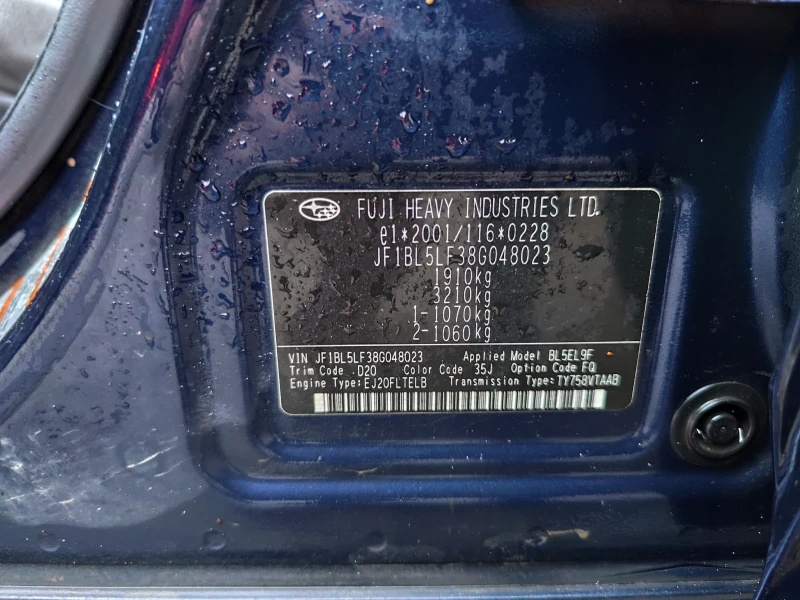 FUJI HEAVY INDUSTRIES LTD.
e1*2001/116*0228
JF1BL5LF38G048023
1910kg
3210kg
1-1070kg
2-1060kg
VIN JF1BL5LF38G048023 Applied Model BL5EL9F
Trim Code .D20 Color Code 35J Option Code FQ
Engine Type:EJ20FLTELB Transmission Type:TY758VTAAB